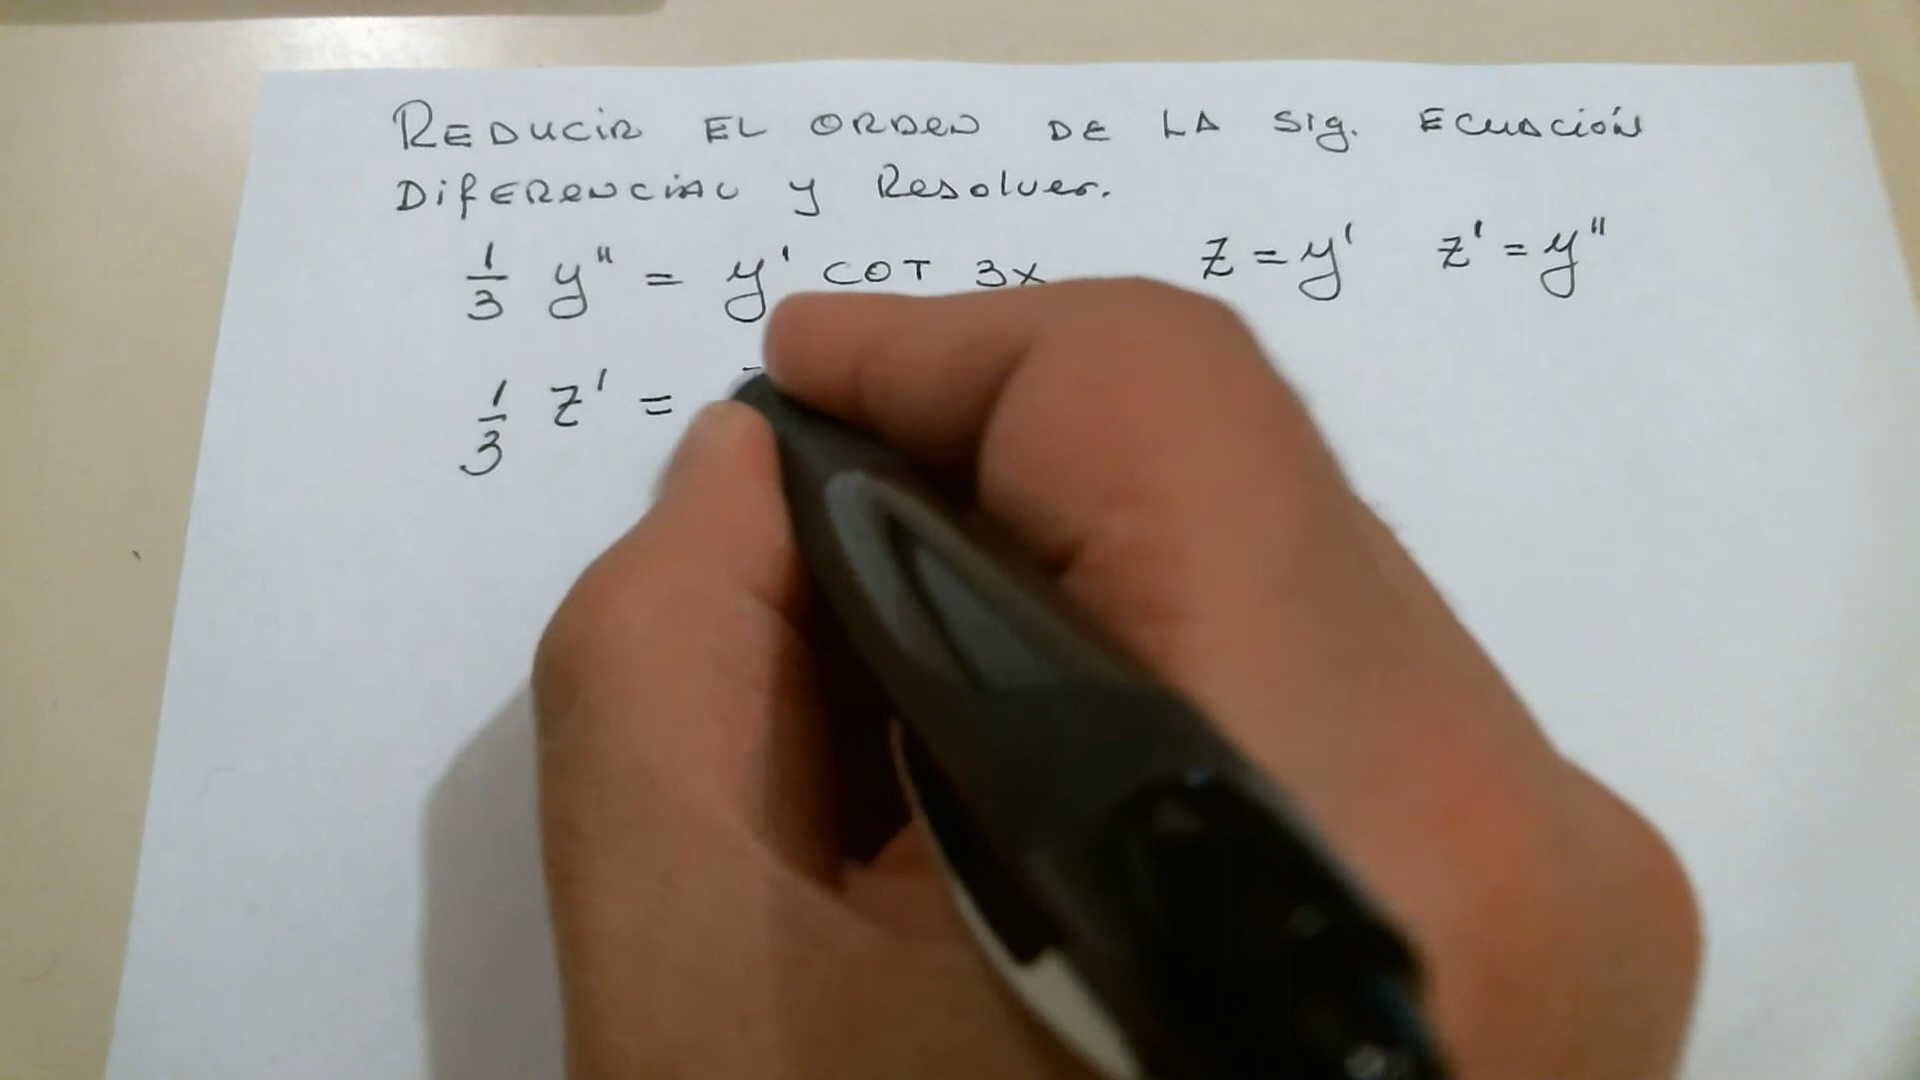 REDUCIR EL ORDEN DE LA Sig. ECUACIÓN
DIFERENCIAL y Resolver.
1/3 y'' = y' COT 3x z = y' z' = y''
1/3 z' =